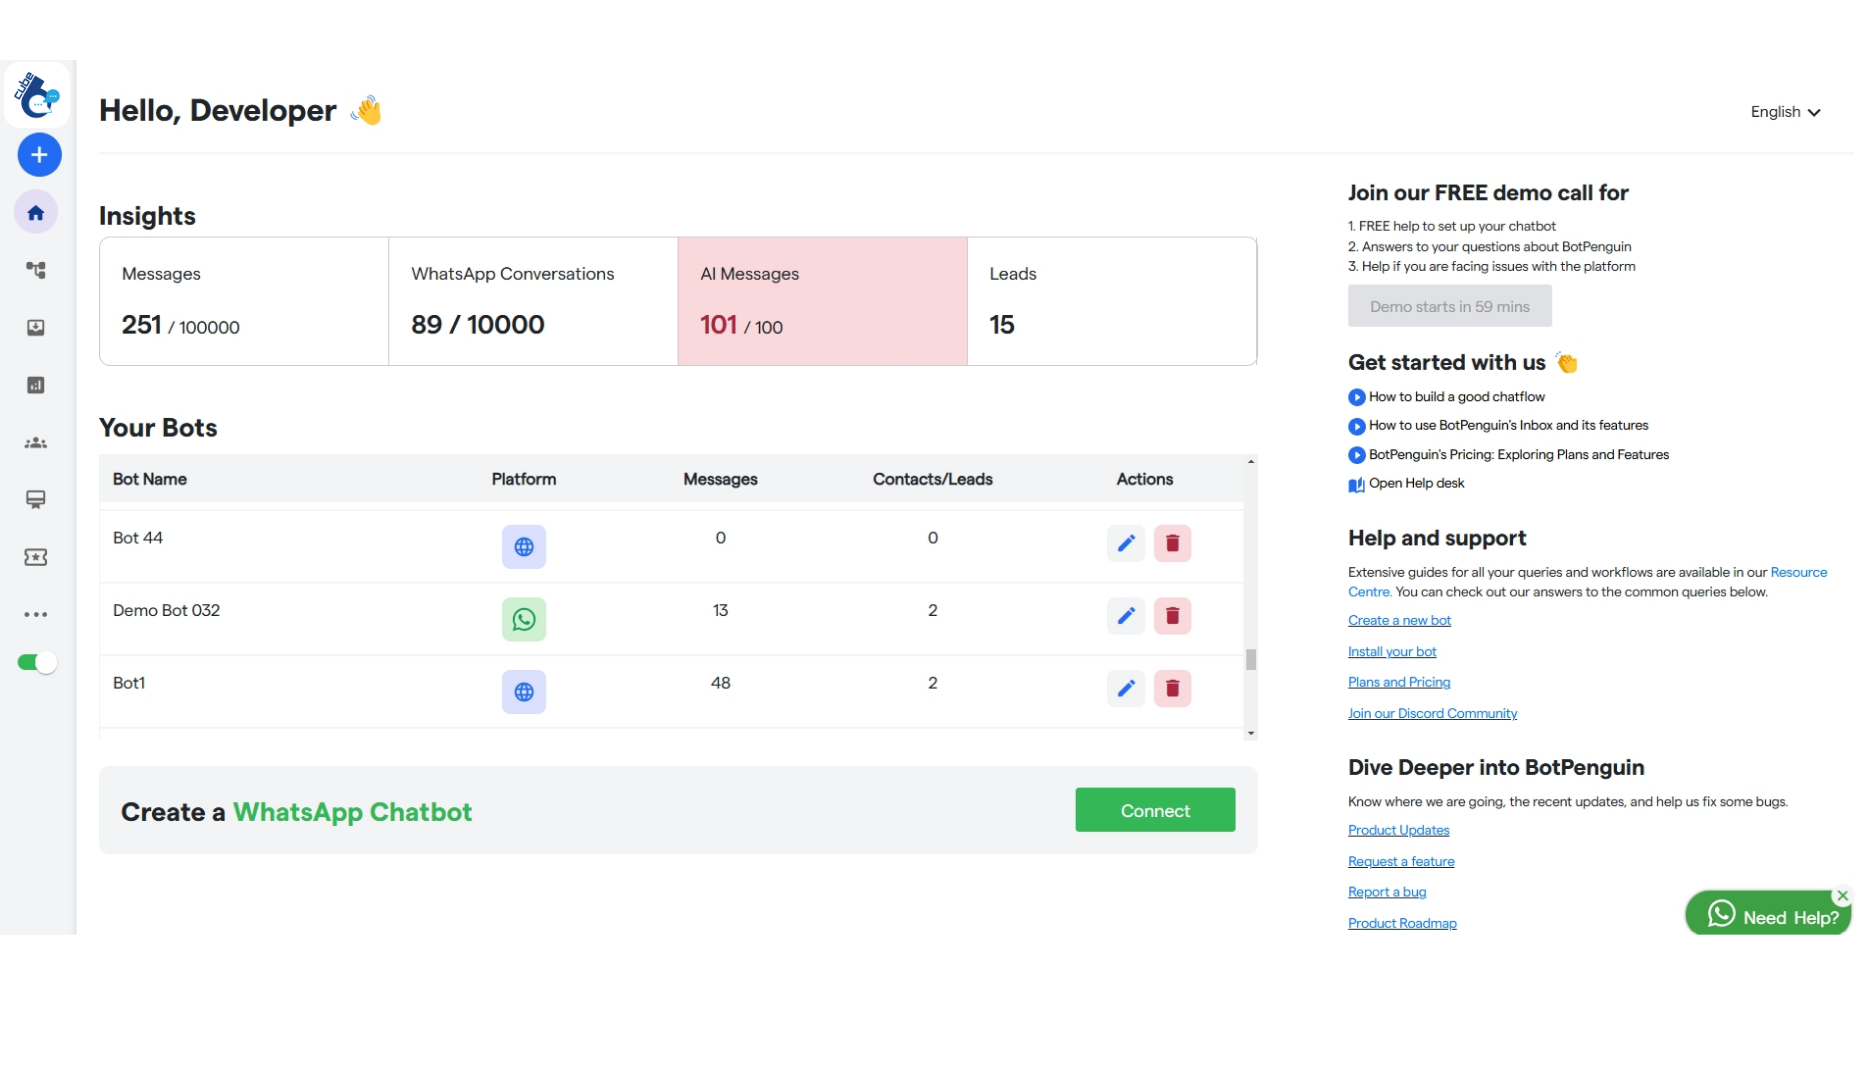 cube
Hello, Developer
English
Insights
Messages
251 / 100000
WhatsApp Conversations
89 / 10000
AI Messages
101 / 100
Leads
15
Your Bots
Bot Name Platform Messages Contacts/Leads Actions
Bot 44 0 0
Demo Bot 032 13 2
Bot1 48 2
Create a WhatsApp Chatbot
Connect
Join our FREE demo call for
1. FREE help to set up your chatbot
2. Answers to your questions about BotPenguin
3. Help if you are facing issues with the platform
Demo starts in 59 mins
Get started with us
How to build a good chatflow
How to use BotPenguin's Inbox and its features
BotPenguin's Pricing: Exploring Plans and Features
Open Help desk
Help and support
Extensive guides for all your queries and workflows are available in our Resource
Centre. You can check out our answers to the common queries below.
Create a new bot
Install your bot
Plans and Pricing
Join our Discord Community
Dive Deeper into BotPenguin
Know where we are going, the recent updates, and help us fix some bugs.
Product Updates
Request a feature
Report a bug
Product Roadmap
Need Help?